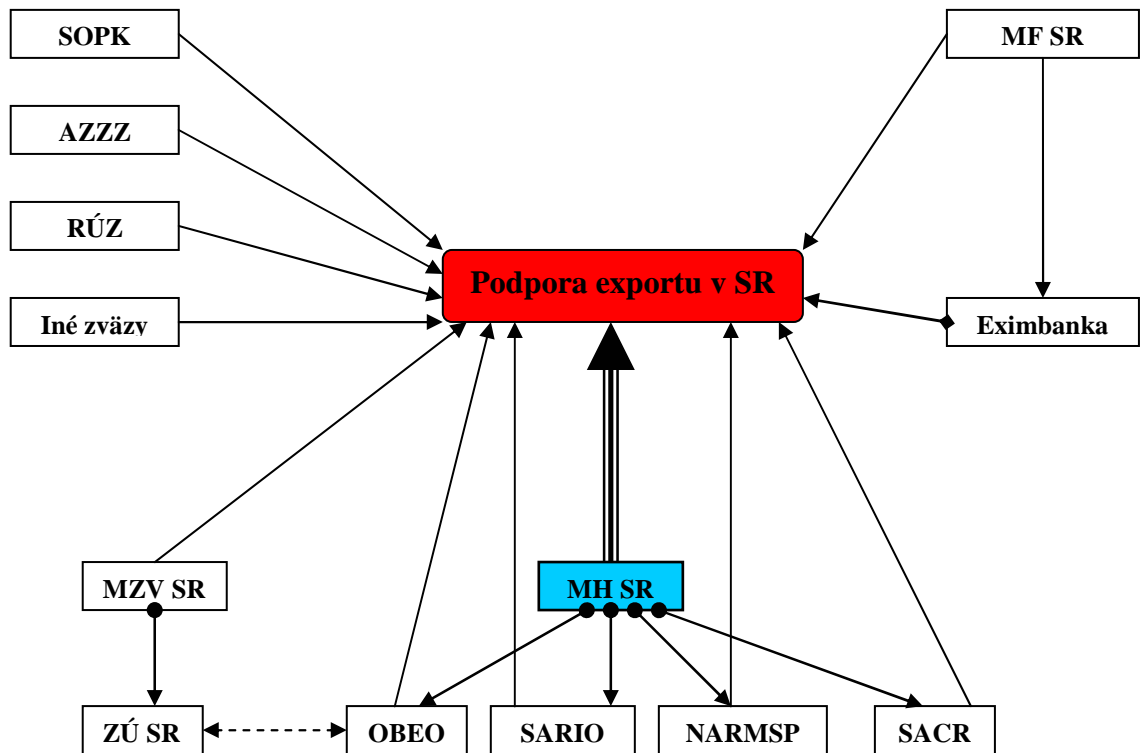 SOPK
MF SR
AZZZ
RÚZ
Podpora exportu v SR
Iné zväzy
Eximbanka
MZV SR
MH SR
ZÚ SR
OBEO
SARIO
NARMSP
SACR